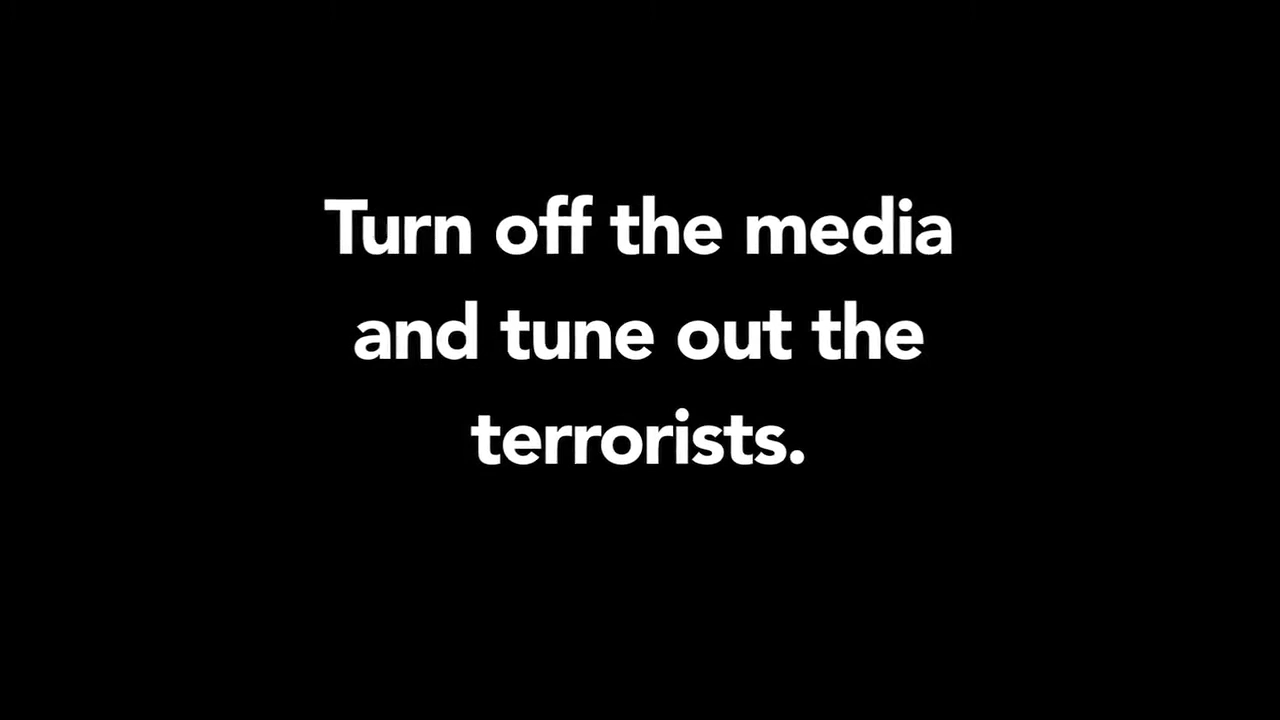 Turn off the media
and tune out the
terrorists.